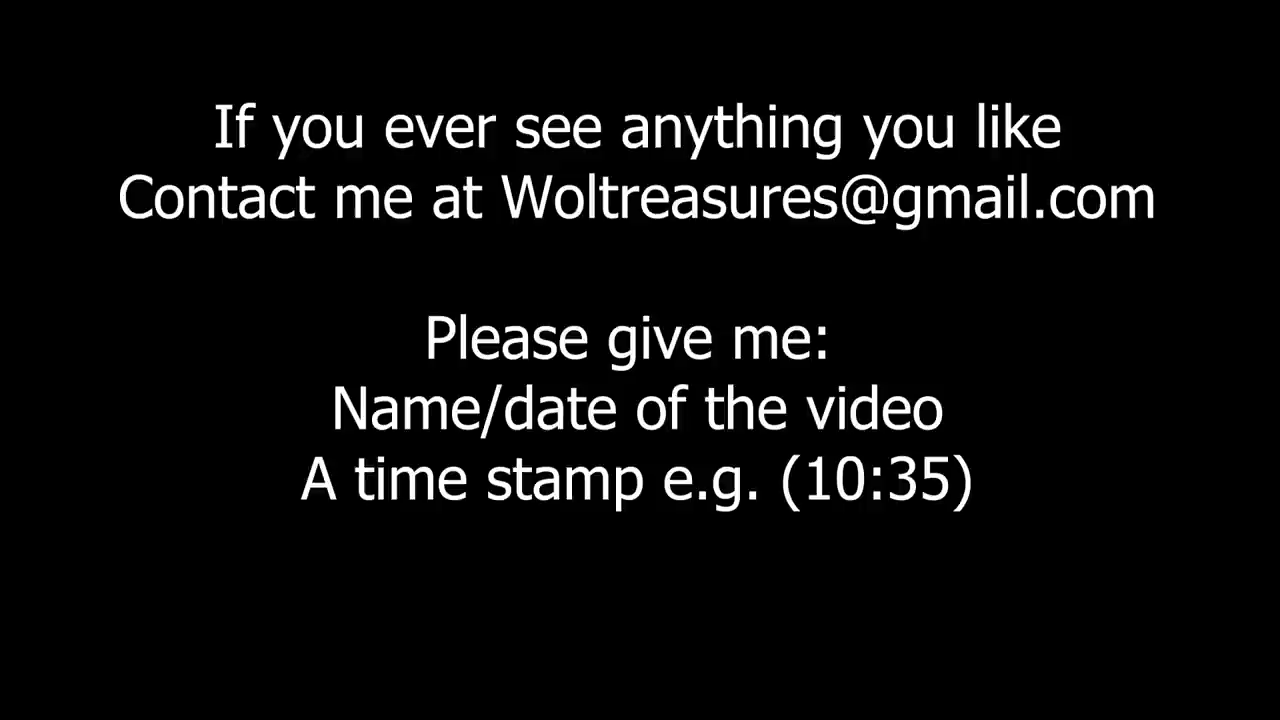 If you ever see anything you like
Contact me at Woltreasures@gmail.com
Please give me:
Name/date of the video
A time stamp e.g. (10:35)